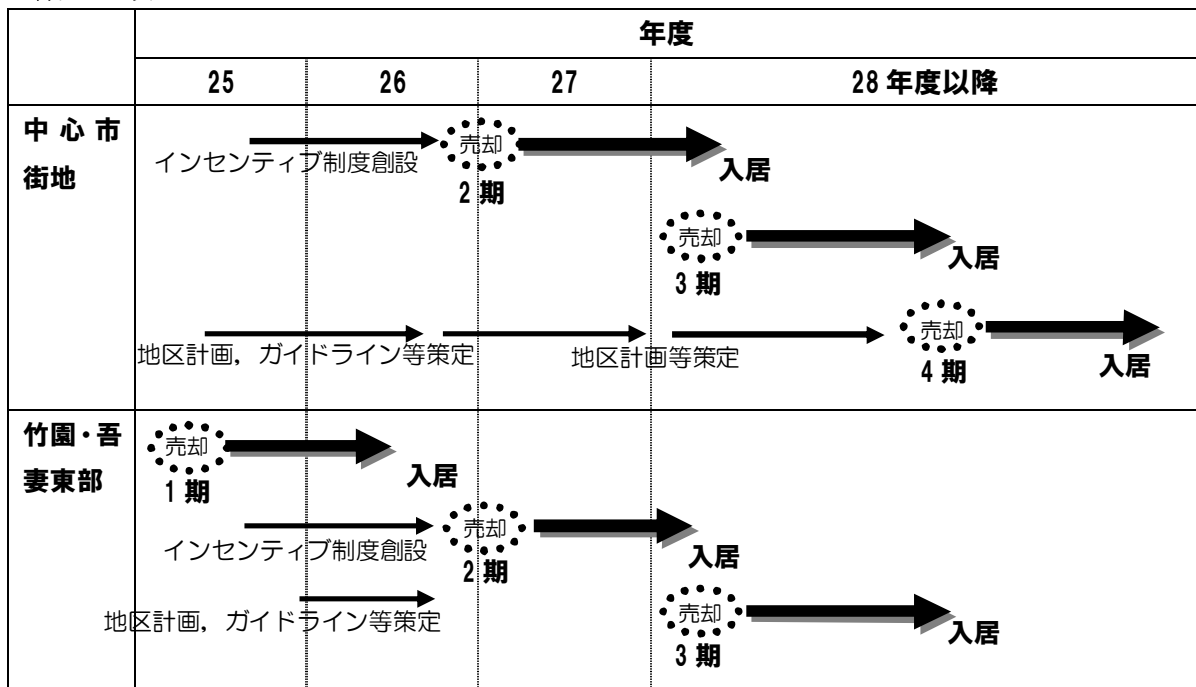 年度
25 26 27 28 年度以降
中心市
街地
売却
インセンティブ制度創設
2 期
入居
売却
3 期
入居
売却
地区計画，ガイドライン等策定
地区計画等策定
4 期
入居
竹園・吾
妻東部
売却
1 期
入居
売却
インセンティブ制度創設
2 期
入居
売却
地区計画，ガイドライン等策定
3 期
入居